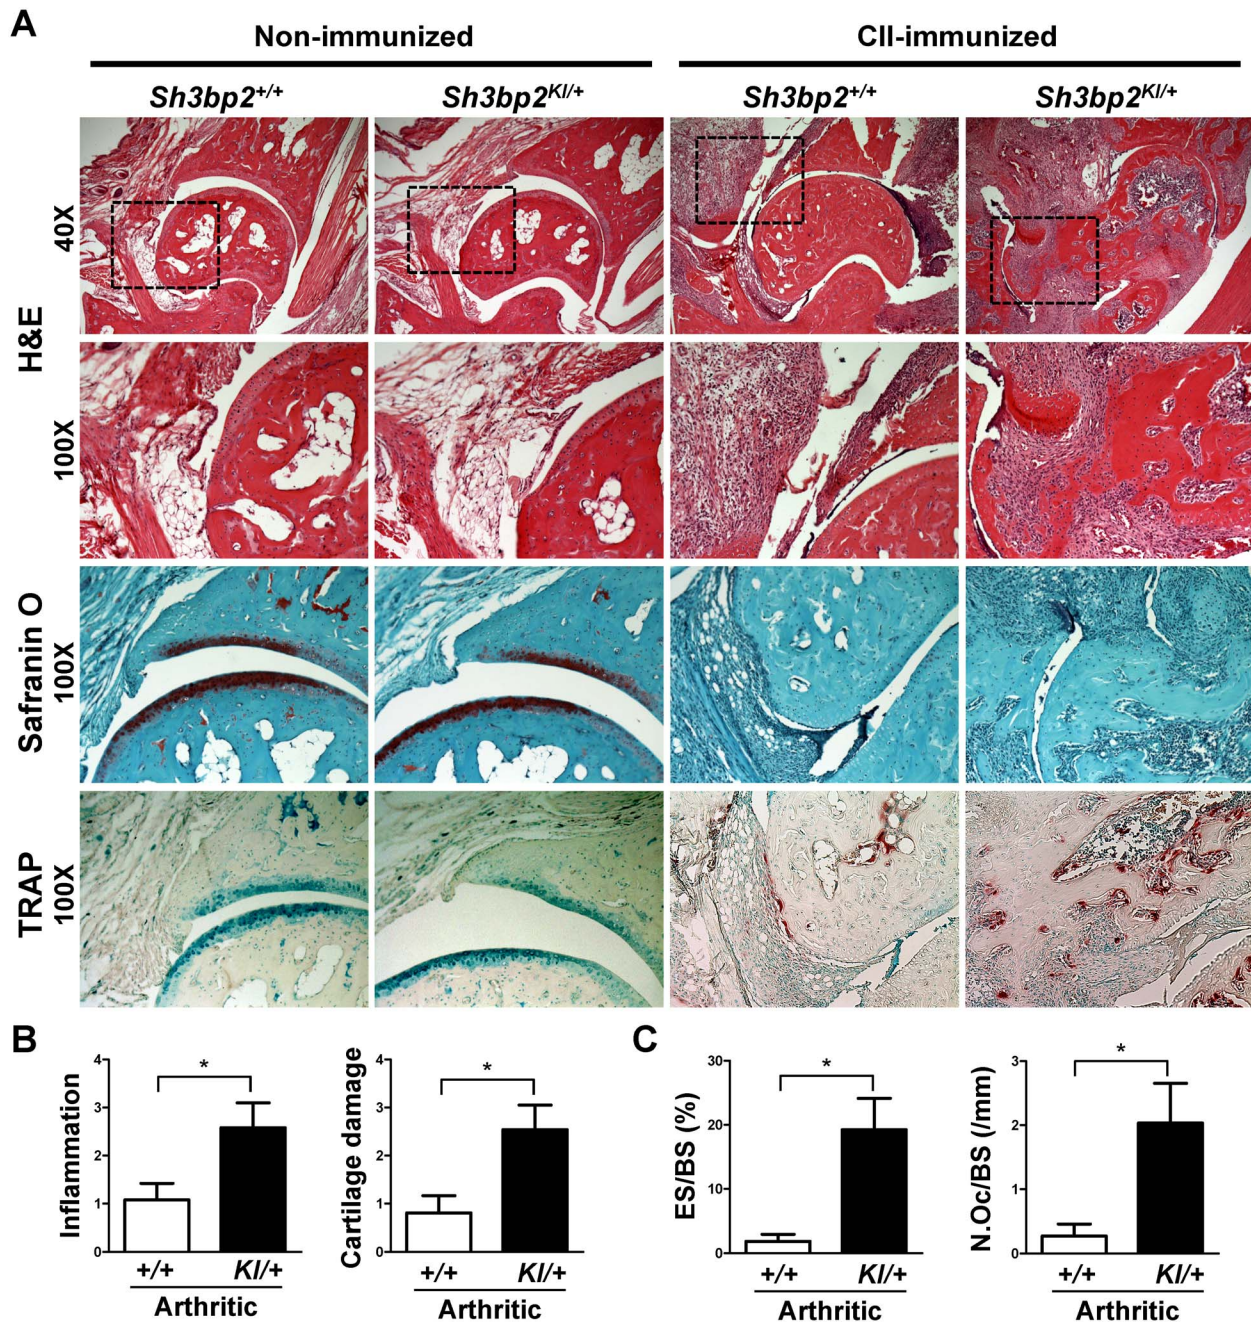 A
Non-immunized
CII-immunized
Sh3bp2+/+
Sh3bp2KI/+
Sh3bp2+/+
Sh3bp2KI/+
H&E
40X
100X
Safranin O
100X
TRAP
100X
B
Inflammation
4
3
2
1
0
*
+/+
KI/+
Arthritic
Cartilage damage
4
3
2
1
0
*
+/+
KI/+
Arthritic
C
ES/BS (%)
30
20
10
0
*
+/+
KI/+
Arthritic
N.Oc/BS (/mm)
3
2
1
0
*
+/+
KI/+
Arthritic